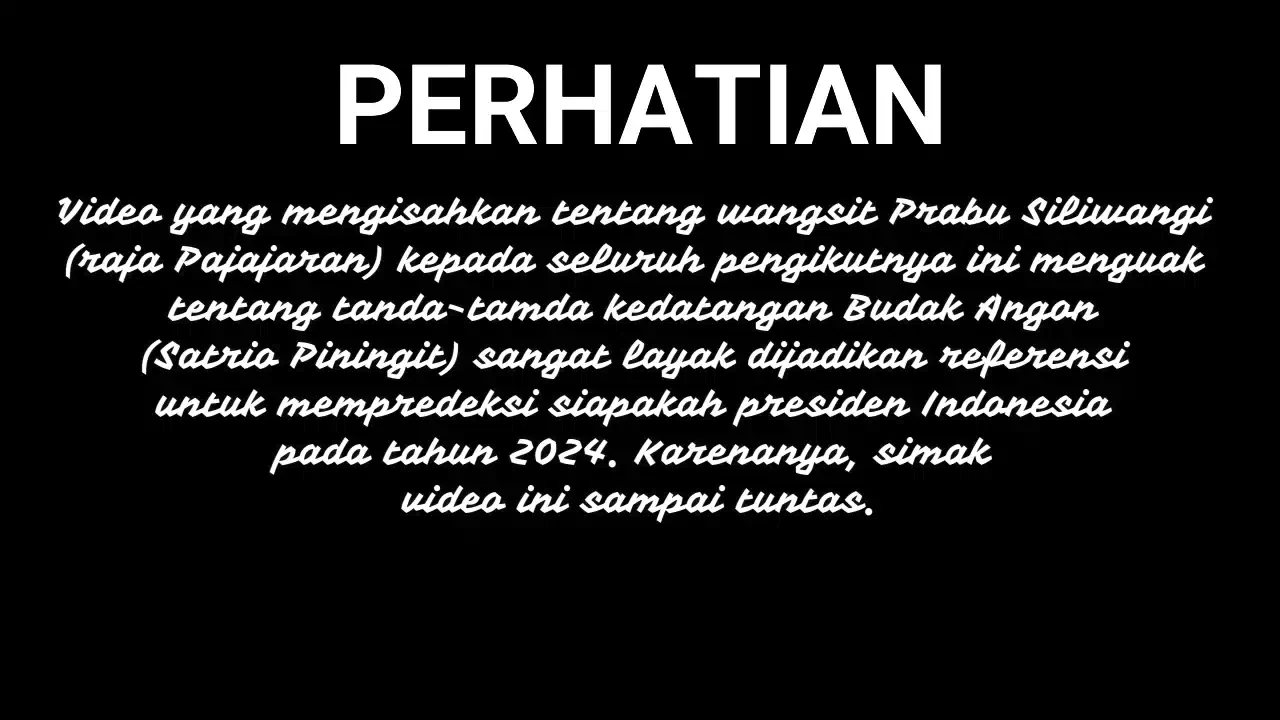 PERHATIAN
Video yang mengisahkan tentang wangsit Prabu Siliwangi
(raja Pajajaran) kepada seluruh pengikutnya ini menguak
tentang tanda-tamda kedatangan Budak Angon
(Satrio Piningit) sangat layak dijadikan referensi
untuk mempredeksi siapakah presiden Indonesia
pada tahun 2024. Karenanya, simak
video ini sampai tuntas.